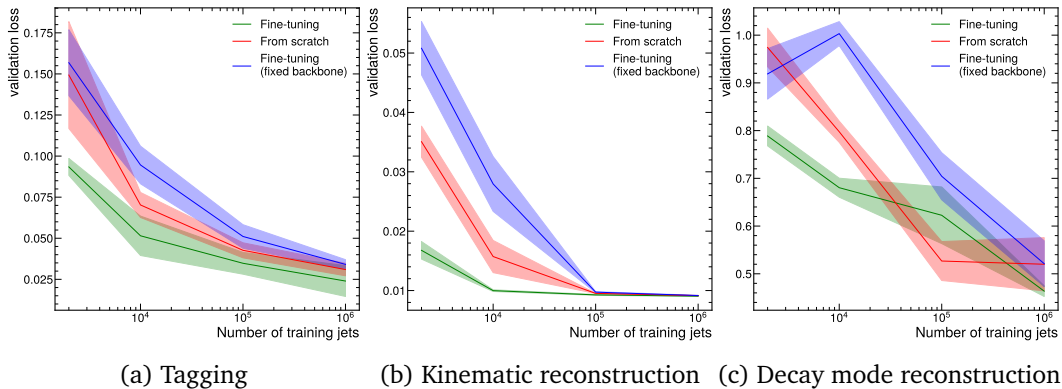 validation loss
0.175
0.150
0.125
0.100
0.075
0.050
0.025
Fine-tuning
From scratch
Fine-tuning
(fixed backbone)
10⁴
10⁵
10⁶
Number of training jets
(a) Tagging
validation loss
0.05
0.04
0.03
0.02
0.01
Fine-tuning
From scratch
Fine-tuning
(fixed backbone)
10⁴
10⁵
10⁶
Number of training jets
(b) Kinematic reconstruction
validation loss
1.0
0.9
0.8
0.7
0.6
0.5
Fine-tuning
From scratch
Fine-tuning
(fixed backbone)
10⁴
10⁵
10⁶
Number of training jets
(c) Decay mode reconstruction